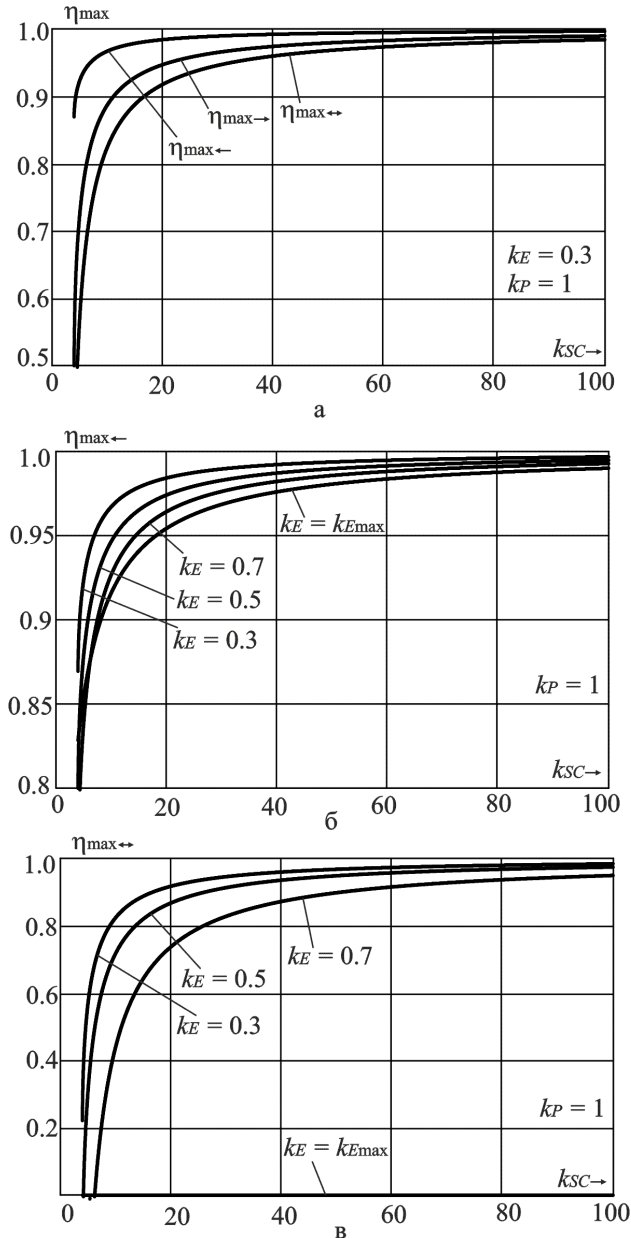 ηmax
1.0
0.9
0.8
0.7
0.6
0.5
ηmax←
ηmax→
ηmax↔
kE = 0.3
kP = 1
kSC→
0 20 40 60 80 100
а
ηmax←
1.0
0.95
0.9
0.85
0.8
kE = kEmax
kE = 0.7
kE = 0.5
kE = 0.3
kP = 1
kSC→
0 20 40 60 80 100
б
ηmax↔
1.0
0.8
0.6
0.4
0.2
kE = 0.7
kE = 0.5
kE = 0.3
kP = 1
kE = kEmax
kSC→
0 20 40 60 80 100
в